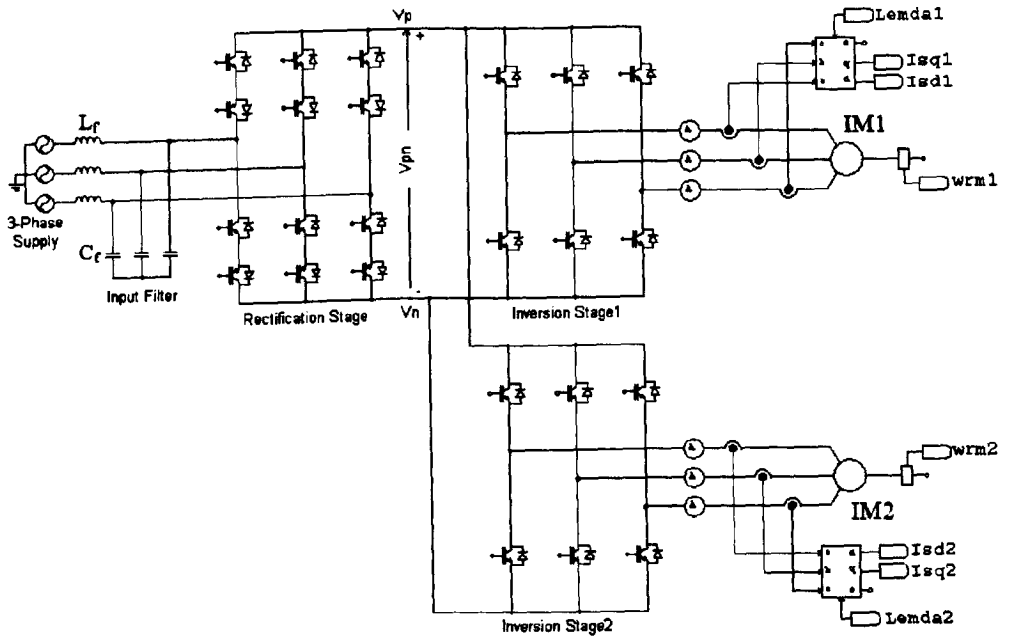 Vp
+
Lemda1
Isq1
Isd1
Lf
Vpn
IM1
wrm1
3-Phase
Supply
Cf
Input Filter
-
Vn
Rectification Stage
Inversion Stage1
wrm2
IM2
Isd2
Isq2
Lemda2
Inversion Stage2